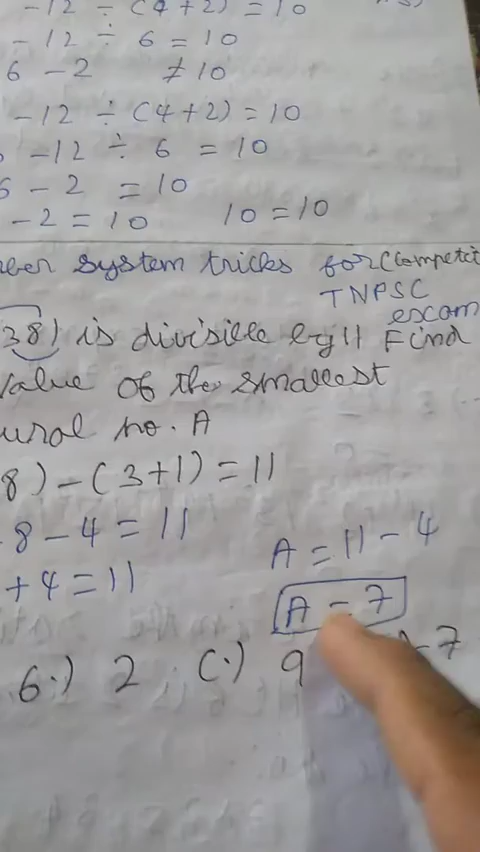 -12 ÷ (4+2) = 10
-12 ÷ 6 = 10
6 - 2 ≠ 10
-12 ÷ (4+2) = 10
-12 ÷ 6 = 10
6 - 2 = 10
- 2 = 10 10 = 10
system tricks for
TNPSC
exam
38) is divisible by 11 Find
value of the smallest
no. A
8) - (3+1) = 11
8 - 4 = 11
+ 4 = 11
A = 11 - 4
A = 7
6.) 2 C.) 9 7